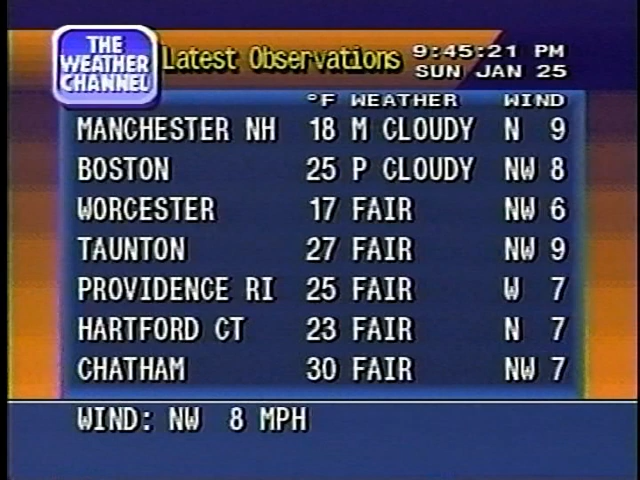 THE
WEATHER
CHANNEL
Latest Observations
9:45:21 PM
SUN JAN 25
°F WEATHER WIND
MANCHESTER NH 18 M CLOUDY N 9
BOSTON 25 P CLOUDY NW 8
WORCESTER 17 FAIR NW 6
TAUNTON 27 FAIR NW 9
PROVIDENCE RI 25 FAIR W 7
HARTFORD CT 23 FAIR N 7
CHATHAM 30 FAIR NW 7
WIND: NW 8 MPH